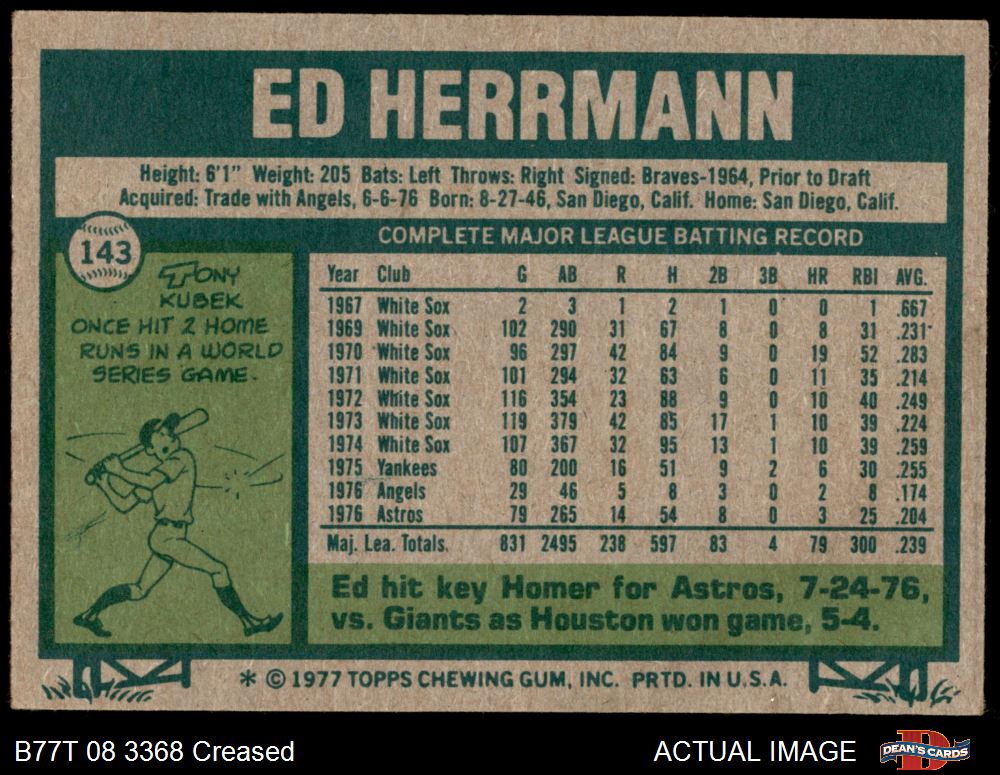 ED HERRMANN
Height: 6'1" Weight: 205 Bats: Left Throws: Right Signed: Braves-1964, Prior to Draft
Acquired: Trade with Angels, 6-6-76 Born: 8-27-46, San Diego, Calif. Home: San Diego, Calif.
143
TONY
KUBEK
ONCE HIT 2 HOME
RUNS IN A WORLD
SERIES GAME.
COMPLETE MAJOR LEAGUE BATTING RECORD
Year Club G AB R H 2B 3B HR RBI AVG.
1967 White Sox 2 3 1 2 1 0 0 1 .667
1969 White Sox 102 290 31 67 8 0 8 31 .231
1970 White Sox 96 297 42 84 9 0 19 52 .283
1971 White Sox 101 294 32 63 6 0 11 35 .214
1972 White Sox 116 354 23 88 9 0 10 40 .249
1973 White Sox 119 379 42 85 17 1 10 39 .224
1974 White Sox 107 367 32 95 13 1 10 39 .259
1975 Yankees 80 200 16 51 9 2 6 30 .255
1976 Angels 29 46 5 8 3 0 2 8 .174
1976 Astros 79 265 14 54 8 0 3 25 .204
Maj. Lea. Totals. 831 2495 238 597 83 4 79 300 .239
Ed hit key Homer for Astros, 7-24-76,
vs. Giants as Houston won game, 5-4.
* © 1977 TOPPS CHEWING GUM, INC. PRTD. IN U.S.A.
B77T 08 3368 Creased
ACTUAL IMAGE
DEAN'S CARDS